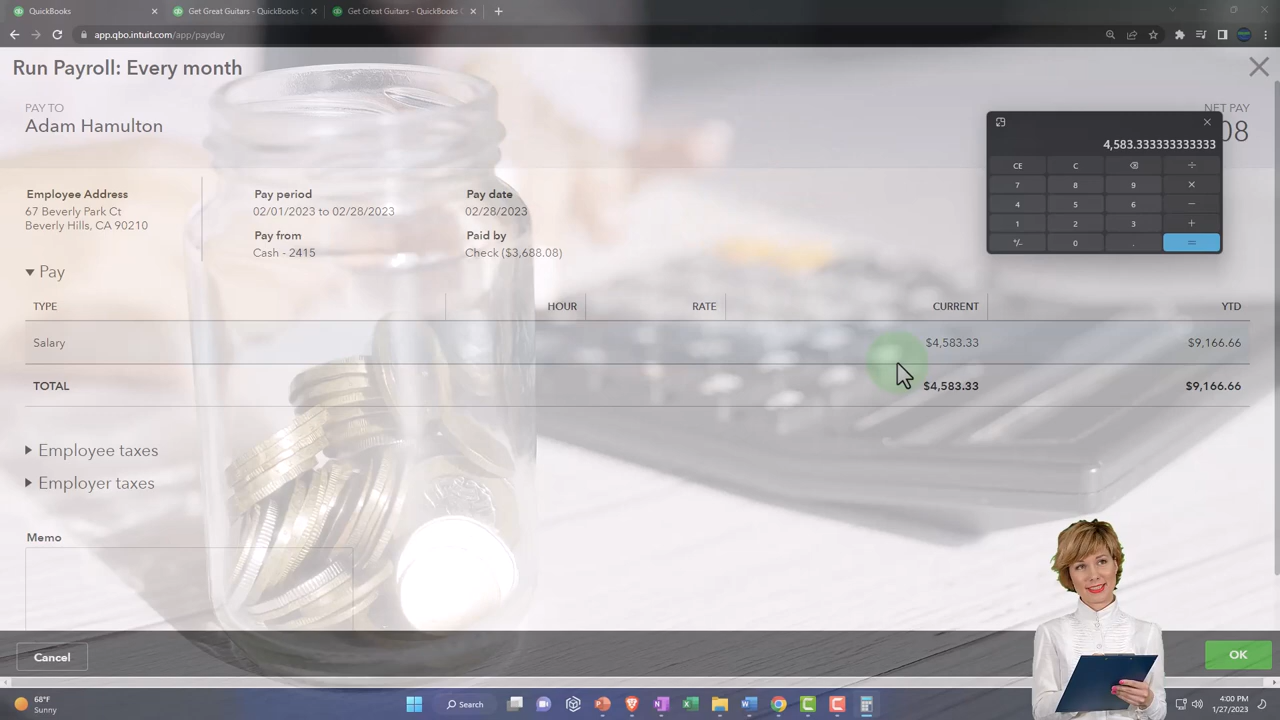 QuickBooks
Get Great Guitars - QuickBooks
Get Great Guitars - QuickBooks
app.qbo.intuit.com/app/payday
Run Payroll: Every month
PAY TO
NET PAY
Adam Hamulton
08
4,583.333333333333
CE C ÷
7 8 9 ×
4 5 6 −
1 2 3 +
+/− 0 . =
Employee Address
67 Beverly Park Ct
Beverly Hills, CA 90210
Pay period
02/01/2023 to 02/28/2023
Pay date
02/28/2023
Pay from
Cash - 2415
Paid by
Check ($3,688.08)
Pay
TYPE HOUR RATE CURRENT YTD
Salary $4,583.33 $9,166.66
TOTAL $4,583.33 $9,166.66
Employee taxes
Employer taxes
Memo
Cancel
OK
68°F
Sunny
Search
4:00 PM
1/27/2023